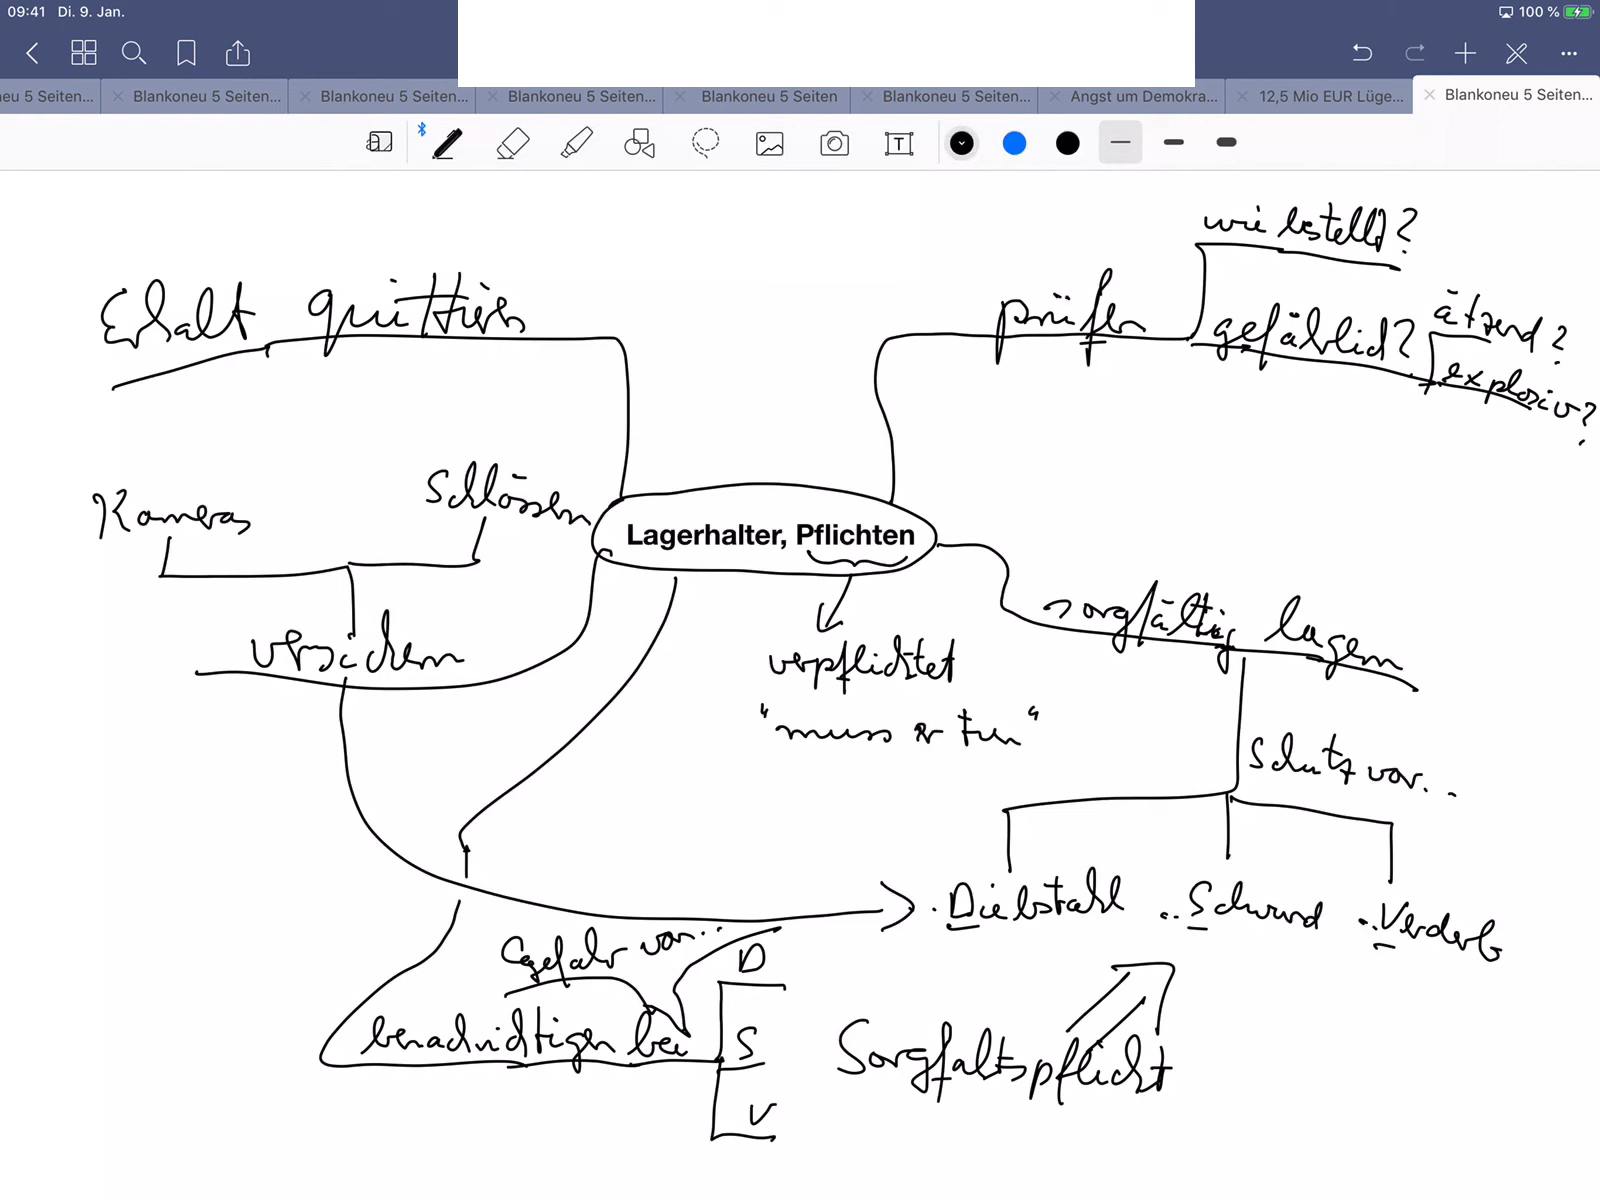 09:41 Di. 9. Jan.
100 %
eu 5 Seiten...
Blankoneu 5 Seiten...
Blankoneu 5 Seiten...
Blankoneu 5 Seiten...
Blankoneu 5 Seiten
Blankoneu 5 Seiten...
Angst um Demokra...
12,5 Mio EUR Lüge...
Blankoneu 5 Seiten...
T
wie bestellt?
Erhalt quittieren
prüfen
gefährlich?
ätzend?
explosiv?
Kameras
Schlösser
Lagerhalter, Pflichten
versichern
sorgfältig lagern
verpflichtet
"muss er tun"
Schutz vor...
..Diebstahl ..Schwund ..Verderb
Gefahr von...
D
benachrichtigen bei
S
V
Sorgfaltspflicht